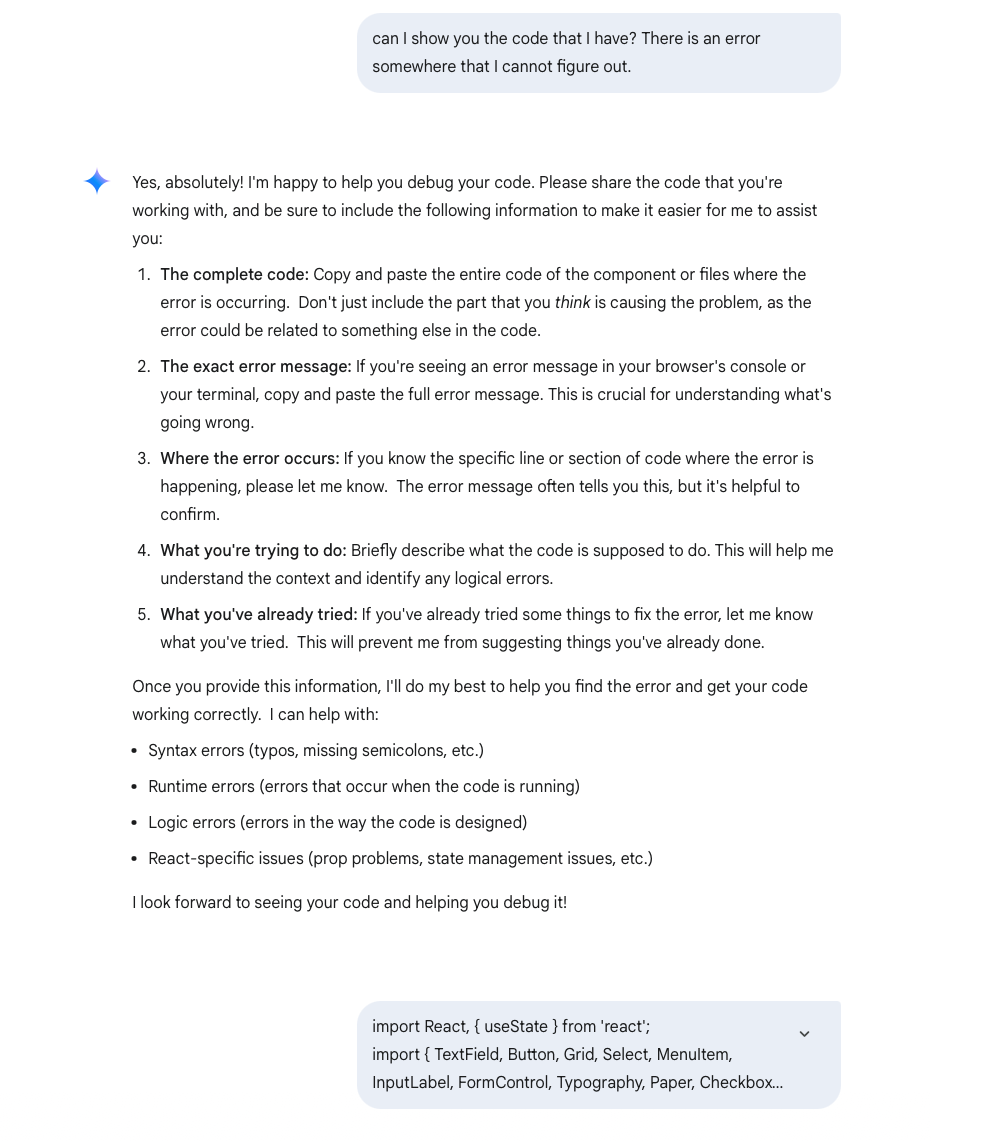 can I show you the code that I have? There is an error
somewhere that I cannot figure out.
Yes, absolutely! I'm happy to help you debug your code. Please share the code that you're
working with, and be sure to include the following information to make it easier for me to assist
you:
1. The complete code: Copy and paste the entire code of the component or files where the
error is occurring.  Don't just include the part that you think is causing the problem, as the
error could be related to something else in the code.
2. The exact error message: If you're seeing an error message in your browser's console or
your terminal, copy and paste the full error message. This is crucial for understanding what's
going wrong.
3. Where the error occurs: If you know the specific line or section of code where the error is
happening, please let me know.  The error message often tells you this, but it's helpful to
confirm.
4. What you're trying to do: Briefly describe what the code is supposed to do. This will help me
understand the context and identify any logical errors.
5. What you've already tried: If you've already tried some things to fix the error, let me know
what you've tried.  This will prevent me from suggesting things you've already done.
Once you provide this information, I'll do my best to help you find the error and get your code
working correctly.  I can help with:
• Syntax errors (typos, missing semicolons, etc.)
• Runtime errors (errors that occur when the code is running)
• Logic errors (errors in the way the code is designed)
• React-specific issues (prop problems, state management issues, etc.)
I look forward to seeing your code and helping you debug it!
import React, { useState } from 'react';
import { TextField, Button, Grid, Select, MenuItem,
InputLabel, FormControl, Typography, Paper, Checkbox...